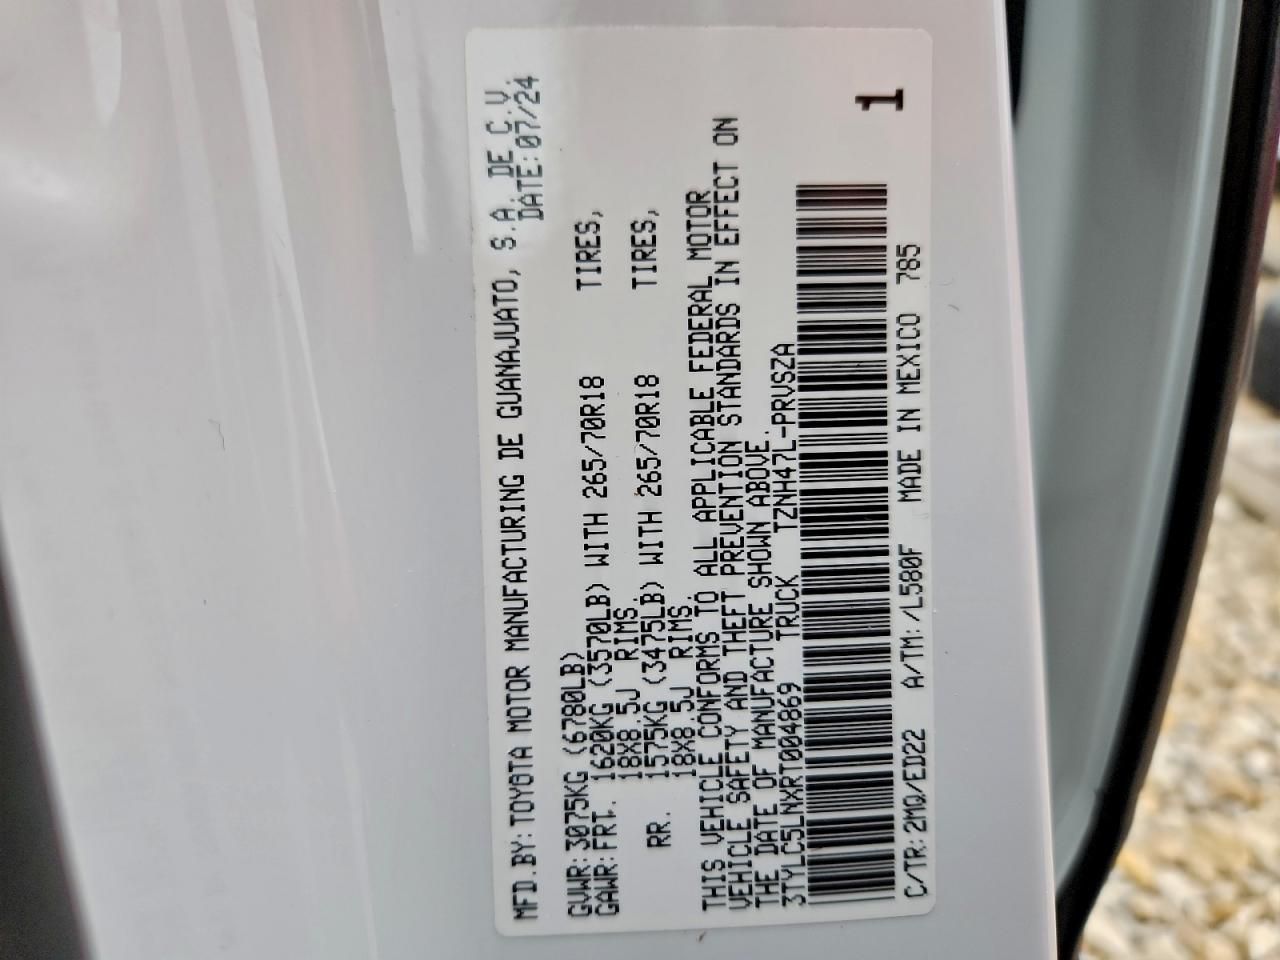 MFD.BY:TOYOTA MOTOR MANUFACTURING DE GUANAJUATO, S.A. DE C.V.
DATE:07/24
GVWR:3075KG (6780LB)
GAWR:FRT. 1620KG (3570LB) WITH 265/70R18 TIRES,
18X8.5J RIMS.
RR. 1575KG (3475LB) WITH 265/70R18 TIRES,
18X8.5J RIMS.
THIS VEHICLE CONFORMS TO ALL APPLICABLE FEDERAL MOTOR
VEHICLE SAFETY AND THEFT PREVENTION STANDARDS IN EFFECT ON
THE DATE OF MANUFACTURE SHOWN ABOVE.
3TYLC5LNXRT004869 TRUCK TZNH47L-PRVSZA
1
C/TR:2MQ/ED22 A/TM:/L580F MADE IN MEXICO 785